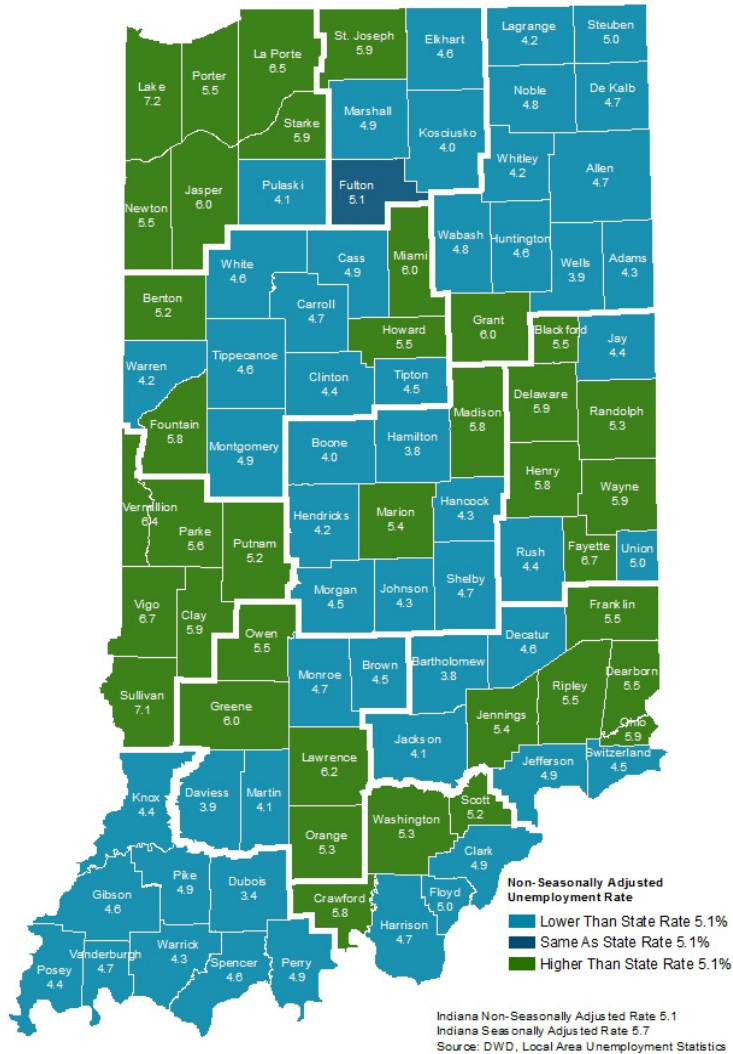 St. Joseph
5.9
Elkhart
4.6
Lagrange
4.2
Steuben
5.0
La Porte
6.5
Porter
5.5
Lake
7.2
Noble
4.8
De Kalb
4.7
Marshall
4.9
Starke
5.9
Kosciusko
4.0
Whitley
4.2
Allen
4.7
Jasper
6.0
Pulaski
4.1
Fulton
5.1
Newton
5.5
Wabash
4.8
Huntington
4.6
Miami
6.0
Wells
3.9
Adams
4.3
White
4.6
Cass
4.9
Benton
5.2
Carroll
4.7
Grant
6.0
Howard
5.5
Blackford
5.5
Jay
4.4
Warren
4.2
Tippecanoe
4.6
Clinton
4.4
Tipton
4.5
Madison
5.8
Delaware
5.9
Randolph
5.3
Fountain
5.8
Montgomery
4.9
Boone
4.0
Hamilton
3.8
Henry
5.8
Wayne
5.9
Vermillion
6.4
Parke
5.6
Putnam
5.2
Hendricks
4.2
Marion
5.4
Hancock
4.3
Rush
4.4
Fayette
6.7
Union
5.0
Vigo
6.7
Clay
5.9
Morgan
4.5
Johnson
4.3
Shelby
4.7
Franklin
5.5
Owen
5.5
Decatur
4.6
Monroe
4.7
Brown
4.5
Bartholomew
3.8
Dearborn
5.5
Ripley
5.5
Sullivan
7.1
Greene
6.0
Jennings
5.4
Ohio
5.9
Jackson
4.1
Lawrence
6.2
Jefferson
4.9
Switzerland
4.5
Knox
4.4
Daviess
3.9
Martin
4.1
Scott
5.2
Washington
5.3
Orange
5.3
Clark
4.9
Pike
4.9
Dubois
3.4
Gibson
4.6
Crawford
5.8
Floyd
5.0
Harrison
4.7
Warrick
4.3
Vanderburgh
4.7
Posey
4.4
Spencer
4.6
Perry
4.9
Non-Seasonally Adjusted
Unemployment Rate
Lower Than State Rate 5.1%
Same As State Rate 5.1%
Higher Than State Rate 5.1%
Indiana Non-Seasonally Adjusted Rate 5.1
Indiana Seasonally Adjusted Rate 5.7
Source: DWD, Local Area Unemployment Statistics